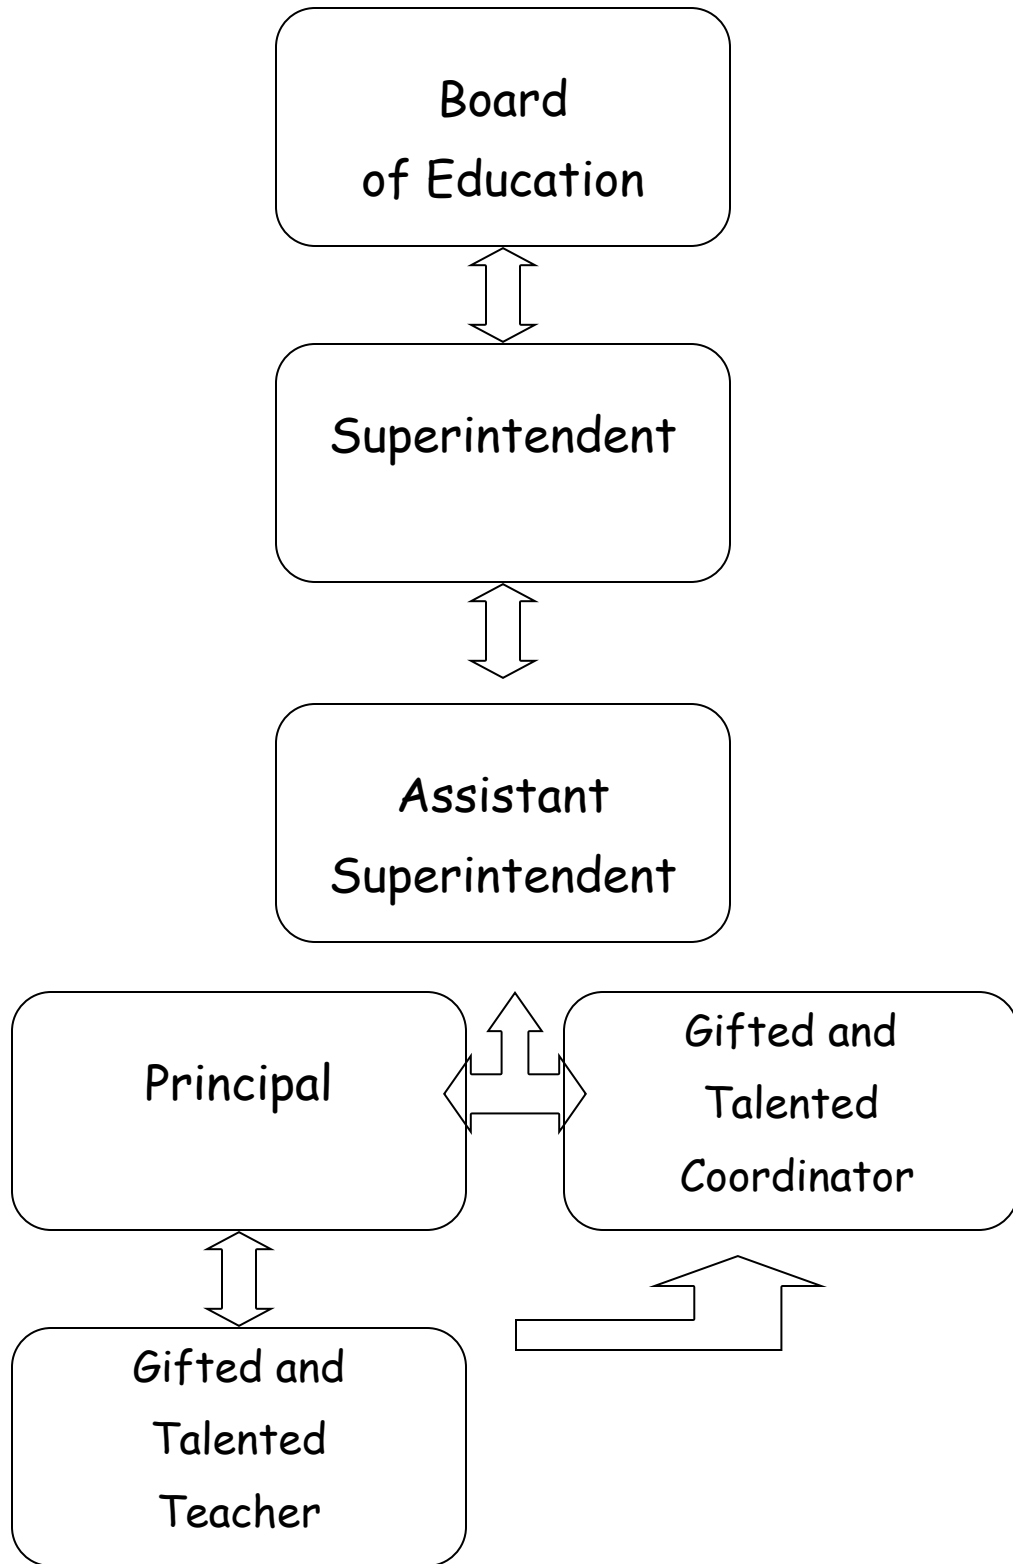 Board
of Education
Superintendent
Assistant
Superintendent
Principal
Gifted and
Talented
Coordinator
Gifted and
Talented
Teacher